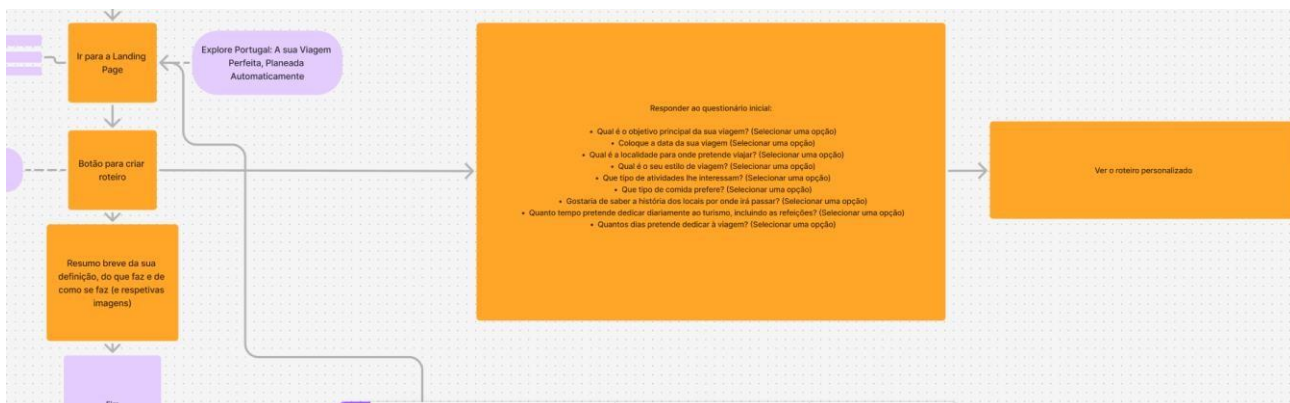 Ir para a Landing
Page
Explore Portugal: A sua Viagem
Perfeita, Planeada
Automaticamente
Botão para criar
roteiro
Resumo breve da sua
definição, do que faz e de
como se faz (e respetivas
imagens)
Responder ao questionário inicial:
• Qual é o objetivo principal da sua viagem? (Selecionar uma opção)
• Coloque a data da sua viagem (Selecionar uma opção)
• Qual é a localidade para onde pretende viajar? (Selecionar uma opção)
• Qual é o seu estilo de viagem? (Selecionar uma opção)
• Que tipo de atividades lhe interessam? (Selecionar uma opção)
• Que tipo de comida prefere? (Selecionar uma opção)
• Gostaria de saber a história dos locais por onde irá passar? (Selecionar uma opção)
• Quanto tempo pretende dedicar diariamente ao turismo, incluindo as refeições? (Selecionar uma opção)
• Quantos dias pretende dedicar à viagem? (Selecionar uma opção)
Ver o roteiro personalizado